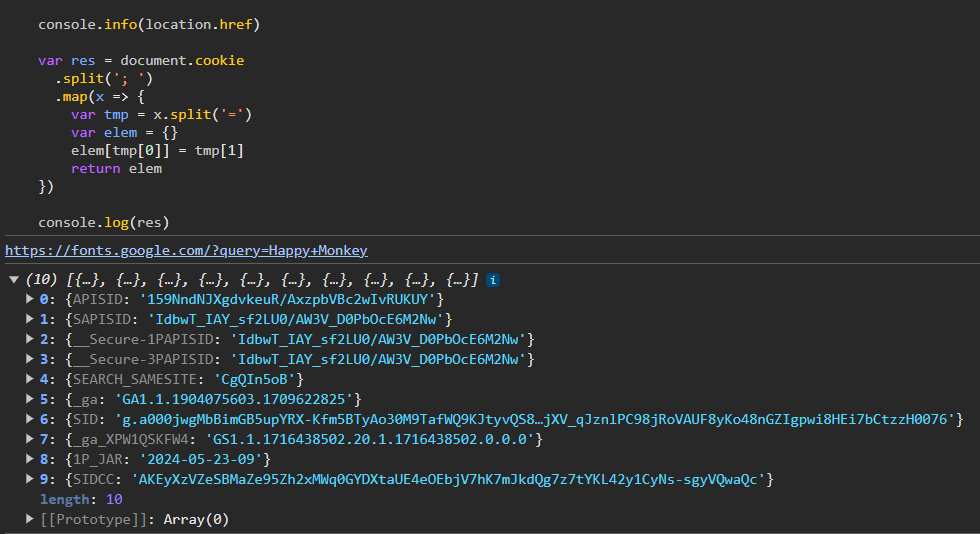 console.info(location.href)
var res = document.cookie
.split('; ')
.map(x => {
var tmp = x.split('=')
var elem = {}
elem[tmp[0]] = tmp[1]
return elem
})
console.log(res)
https://fonts.google.com/?query=Happy+Monkey
(10) [{…}, {…}, {…}, {…}, {…}, {…}, {…}, {…}, {…}, {…}] i
0: {APISID: '159NndNJXgdvkeuR/AxzpbVBc2wIvRUKUY'}
1: {SAPISID: 'IdbwT_IAY_sf2LU0/AW3V_D0PbOcE6M2Nw'}
2: {__Secure-1PAPISID: 'IdbwT_IAY_sf2LU0/AW3V_D0PbOcE6M2Nw'}
3: {__Secure-3PAPISID: 'IdbwT_IAY_sf2LU0/AW3V_D0PbOcE6M2Nw'}
4: {SEARCH_SAMESITE: 'CgQIn5oB'}
5: {_ga: 'GA1.1.1904075603.1709622825'}
6: {SID: 'g.a000jwgMbBimGB5upYRX-Kfm5BTyAo30M9TafWQ9KJtyvQS8…jXV_qJznlPC98jRoVAUF8yKo48nGZIgpwi8HEi7bCtzzH0076'}
7: {_ga_XPW1QSKFW4: 'GS1.1.1716438502.20.1.1716438502.0.0.0'}
8: {1P_JAR: '2024-05-23-09'}
9: {SIDCC: 'AKEyXzVZeSBMaZe95Zh2xMWq0GYDXtaUE4eOEbjV7hK7mJkdQg7z7tYKL42y1CyNs-sgyVQwaQc'}
length: 10
[[Prototype]]: Array(0)